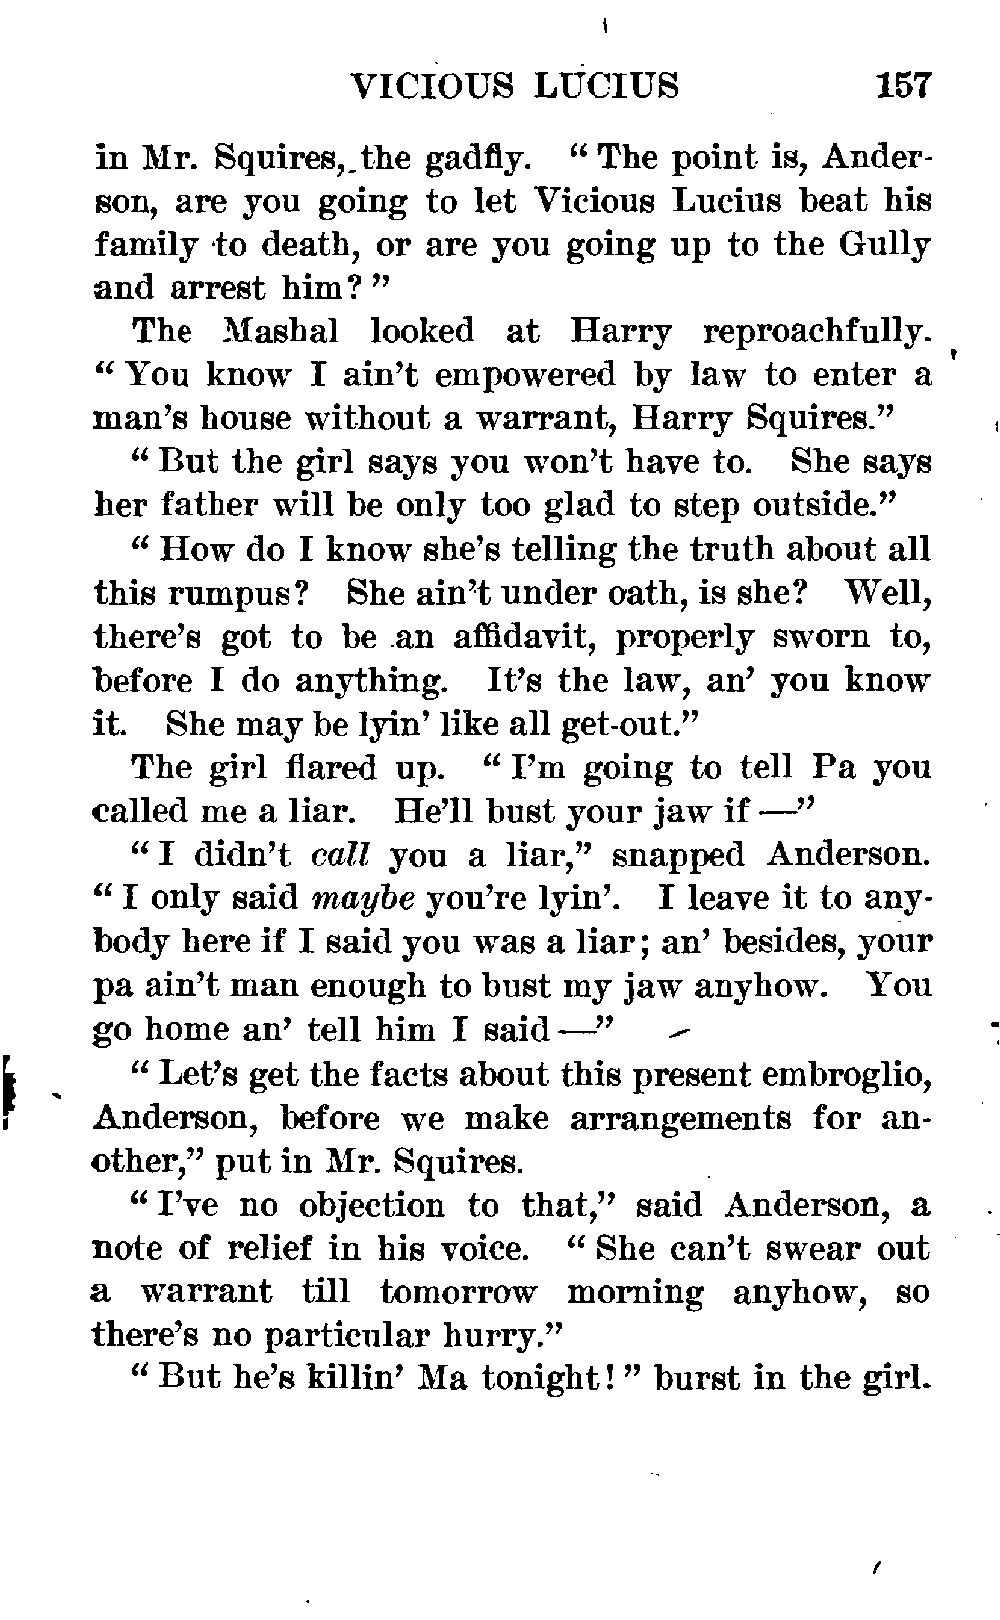 VICIOUS LUCIUS 157
in Mr. Squires, the gadfly. “ The point is, Ander-
son, are you going to let Vicious Lucius beat his
family to death, or are you going up to the Gully
and arrest him? ”
The Mashal looked at Harry reproachfully.
“ You know I ain’t empowered by law to enter a
man’s house without a warrant, Harry Squires.”
“ But the girl says you won’t have to. She says
her father will be only too glad to step outside.”
“ How do I know she’s telling the truth about all
this rumpus? She ain’t under oath, is she? Well,
there’s got to be an affidavit, properly sworn to,
before I do anything. It’s the law, an’ you know
it. She may be lyin’ like all get-out.”
The girl flared up. “ I’m going to tell Pa you
called me a liar. He’ll bust your jaw if —”
“ I didn’t call you a liar,” snapped Anderson.
“ I only said maybe you’re lyin’. I leave it to any-
body here if I said you was a liar; an’ besides, your
pa ain’t man enough to bust my jaw anyhow. You
go home an’ tell him I said —”
“ Let’s get the facts about this present embroglio,
Anderson, before we make arrangements for an-
other,” put in Mr. Squires.
“ I’ve no objection to that,” said Anderson, a
note of relief in his voice. “ She can’t swear out
a warrant till tomorrow morning anyhow, so
there’s no particular hurry.”
“ But he’s killin’ Ma tonight! ” burst in the girl.